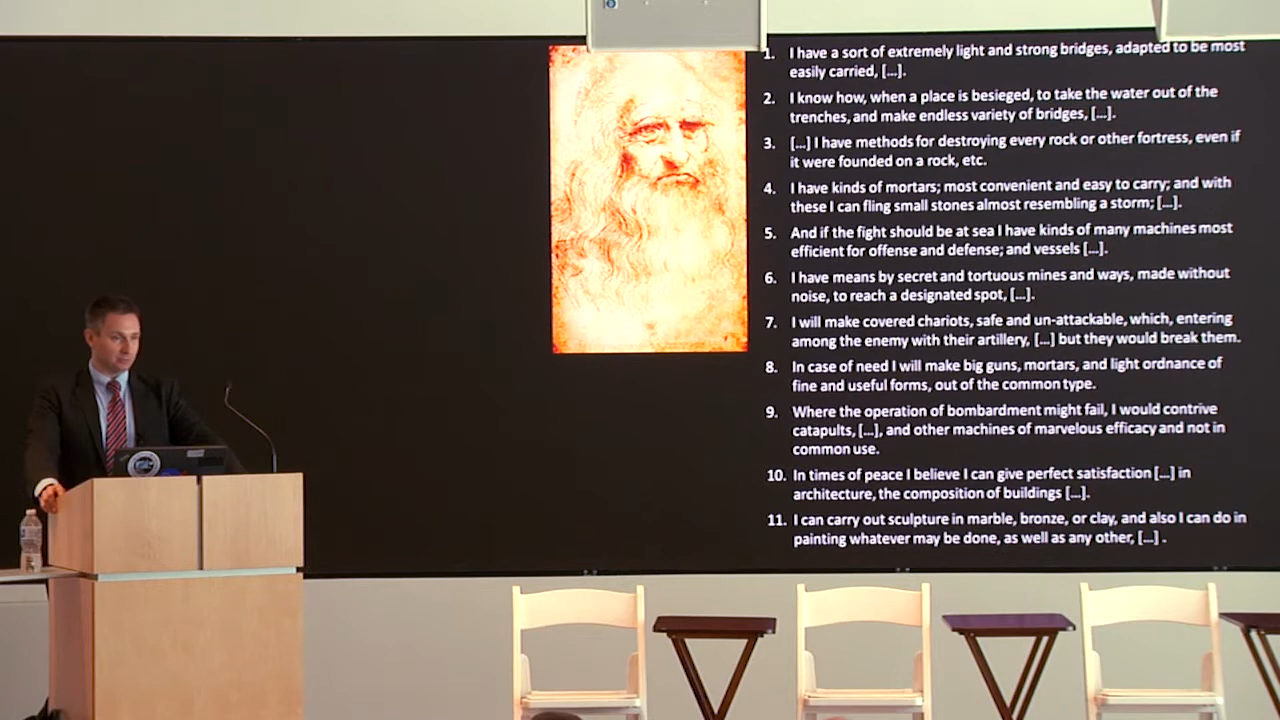 1. I have a sort of extremely light and strong bridges, adapted to be most
easily carried, […].
2. I know how, when a place is besieged, to take the water out of the
trenches, and make endless variety of bridges, […].
3. […] I have methods for destroying every rock or other fortress, even if
it were founded on a rock, etc.
4. I have kinds of mortars; most convenient and easy to carry; and with
these I can fling small stones almost resembling a storm; […].
5. And if the fight should be at sea I have kinds of many machines most
efficient for offense and defense; and vessels […].
6. I have means by secret and tortuous mines and ways, made without
noise, to reach a designated spot, […].
7. I will make covered chariots, safe and un-attackable, which, entering
among the enemy with their artillery, […] but they would break them.
8. In case of need I will make big guns, mortars, and light ordnance of
fine and useful forms, out of the common type.
9. Where the operation of bombardment might fail, I would contrive
catapults, […], and other machines of marvelous efficacy and not in
common use.
10. In times of peace I believe I can give perfect satisfaction […] in
architecture, the composition of buildings […].
11. I can carry out sculpture in marble, bronze, or clay, and also I can do in
painting whatever may be done, as well as any other, […] .